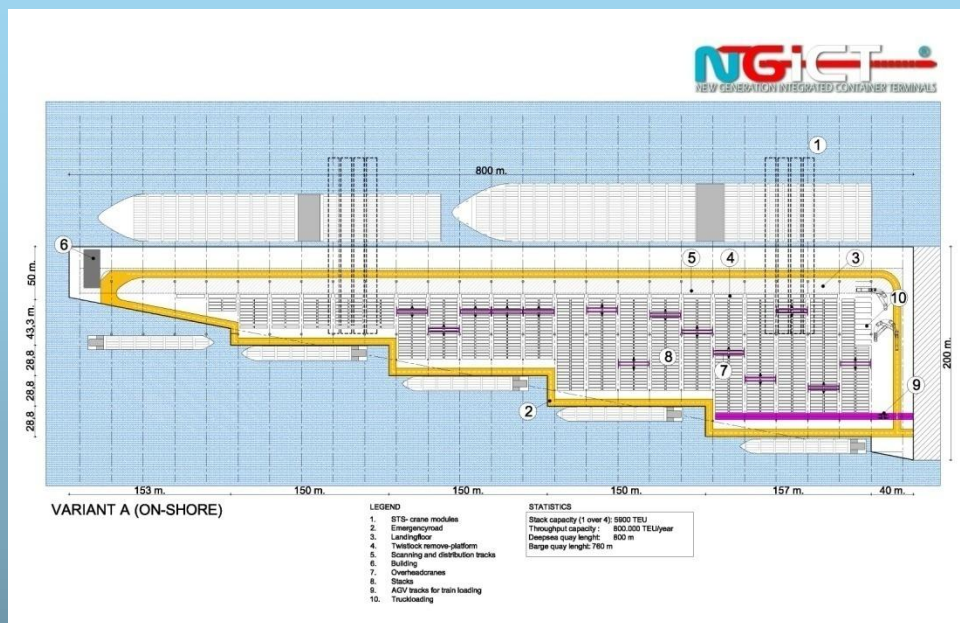 NGICT ®
NEW GENERATION INTEGRATED CONTAINER TERMINALS
1
800 m.
6
5
4
3
50 m.
10
43,3 m.
200 m.
28,8 m.
8
7
28,8 m.
9
28,8 m.
2
153 m.
150 m.
150 m.
150 m.
157 m.
40 m.
VARIANT A (ON-SHORE)
LEGEND
1. STS- crane modules
2. Emergencyroad
3. Landingfloor
4. Twistlock remove-platform
5. Scanning and distribution tracks
6. Building
7. Overheadcranes
8. Stacks
9. AGV tracks for train loading
10. Truckloading
STATISTICS
Stack capacity (1 over 4): 5900 TEU
Throughput capacity : 800.000 TEU/year
Deepsea quay lenght: 800 m
Barge quay lenght: 760 m